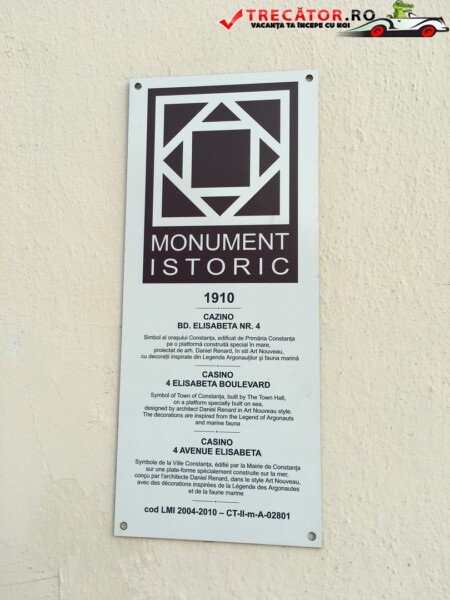 TRECĂTOR.RO
VACANȚA TA ÎNCEPE CU NOI
MONUMENT
ISTORIC
1910
CAZINO
BD. ELISABETA NR. 4
Simbol al orașului Constanța, edificat de Primăria Constanța
pe o platformă construită special în mare,
proiectat de arh. Daniel Renard, în stil Art Nouveau,
cu decorații inspirate din Legenda Argonauților și fauna marină
CASINO
4 ELISABETA BOULEVARD
Symbol of Town of Constanța, built by The Town Hall,
on a platform specially built on sea,
designed by architect Daniel Renard in Art Nouveau style.
The decorations are inspired from the Legend of Argonauts
and marine fauna
CASINO
4 AVENUE ELISABETA
Symbole de la Ville Constanța, édifié par la Mairie de Constanța
sur une plate-forme spécialement construite sur la mer,
conçu par l'architecte Daniel Renard, dans le style Art Nouveau,
avec des décorations inspirées de la Légende des Argonautes
et de la faune marine
cod LMI 2004-2010 – CT-II-m-A-02801